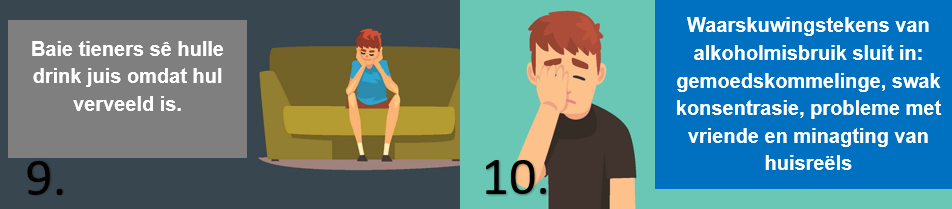 Baie tieners sê hulle
drink juis omdat hul
verveeld is.
9.
Waarskuwingstekens van
alkoholmisbruik sluit in:
gemoedskommelinge, swak
konsentrasie, probleme met
vriende en minagting van
huisreëls
10.